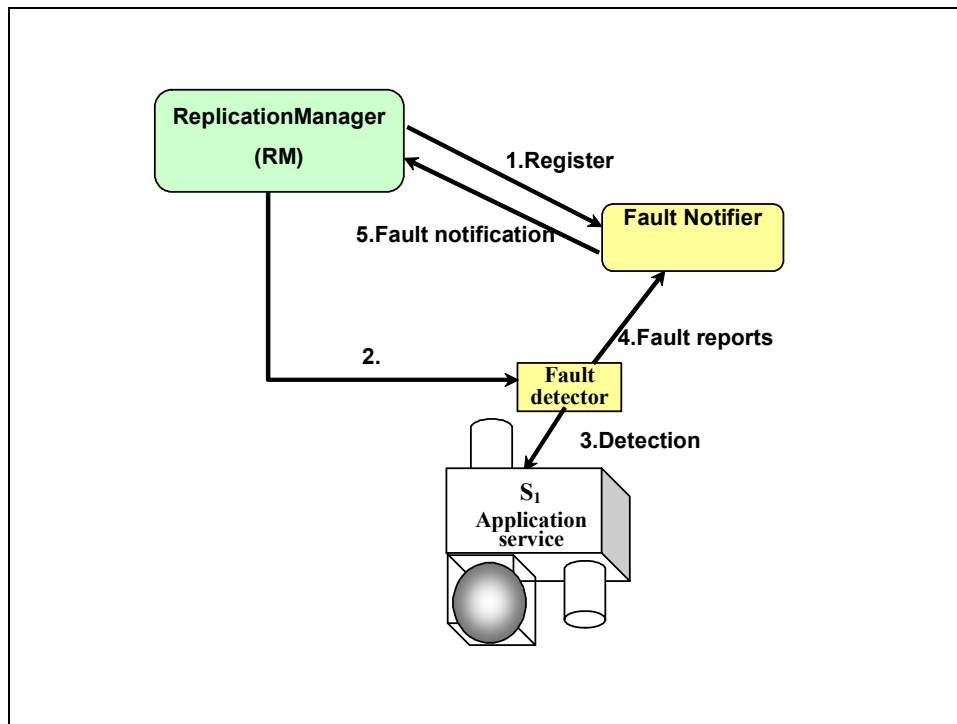 ReplicationManager
(RM)
1.Register
Fault Notifier
5.Fault notification
4.Fault reports
2.
Fault
detector
3.Detection
S₁
Application
service